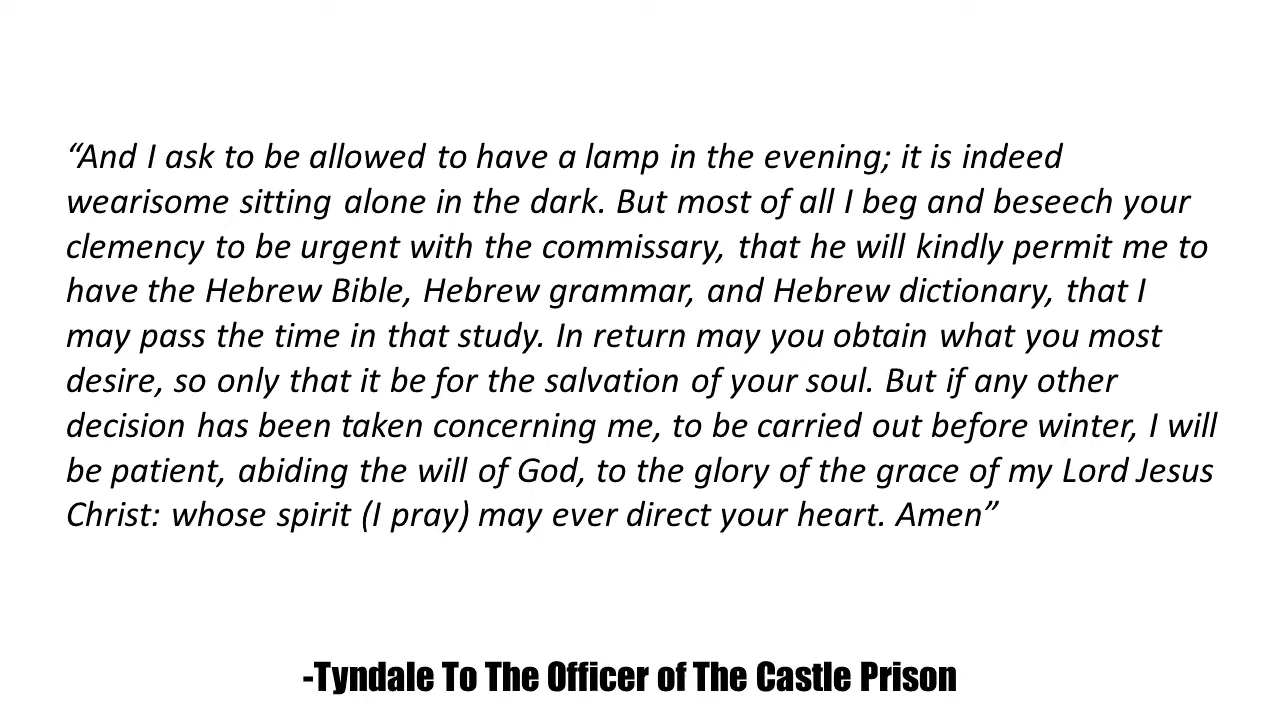 “And I ask to be allowed to have a lamp in the evening; it is indeed
wearisome sitting alone in the dark. But most of all I beg and beseech your
clemency to be urgent with the commissary, that he will kindly permit me to
have the Hebrew Bible, Hebrew grammar, and Hebrew dictionary, that I
may pass the time in that study. In return may you obtain what you most
desire, so only that it be for the salvation of your soul. But if any other
decision has been taken concerning me, to be carried out before winter, I will
be patient, abiding the will of God, to the glory of the grace of my Lord Jesus
Christ: whose spirit (I pray) may ever direct your heart. Amen”
-Tyndale To The Officer of The Castle Prison